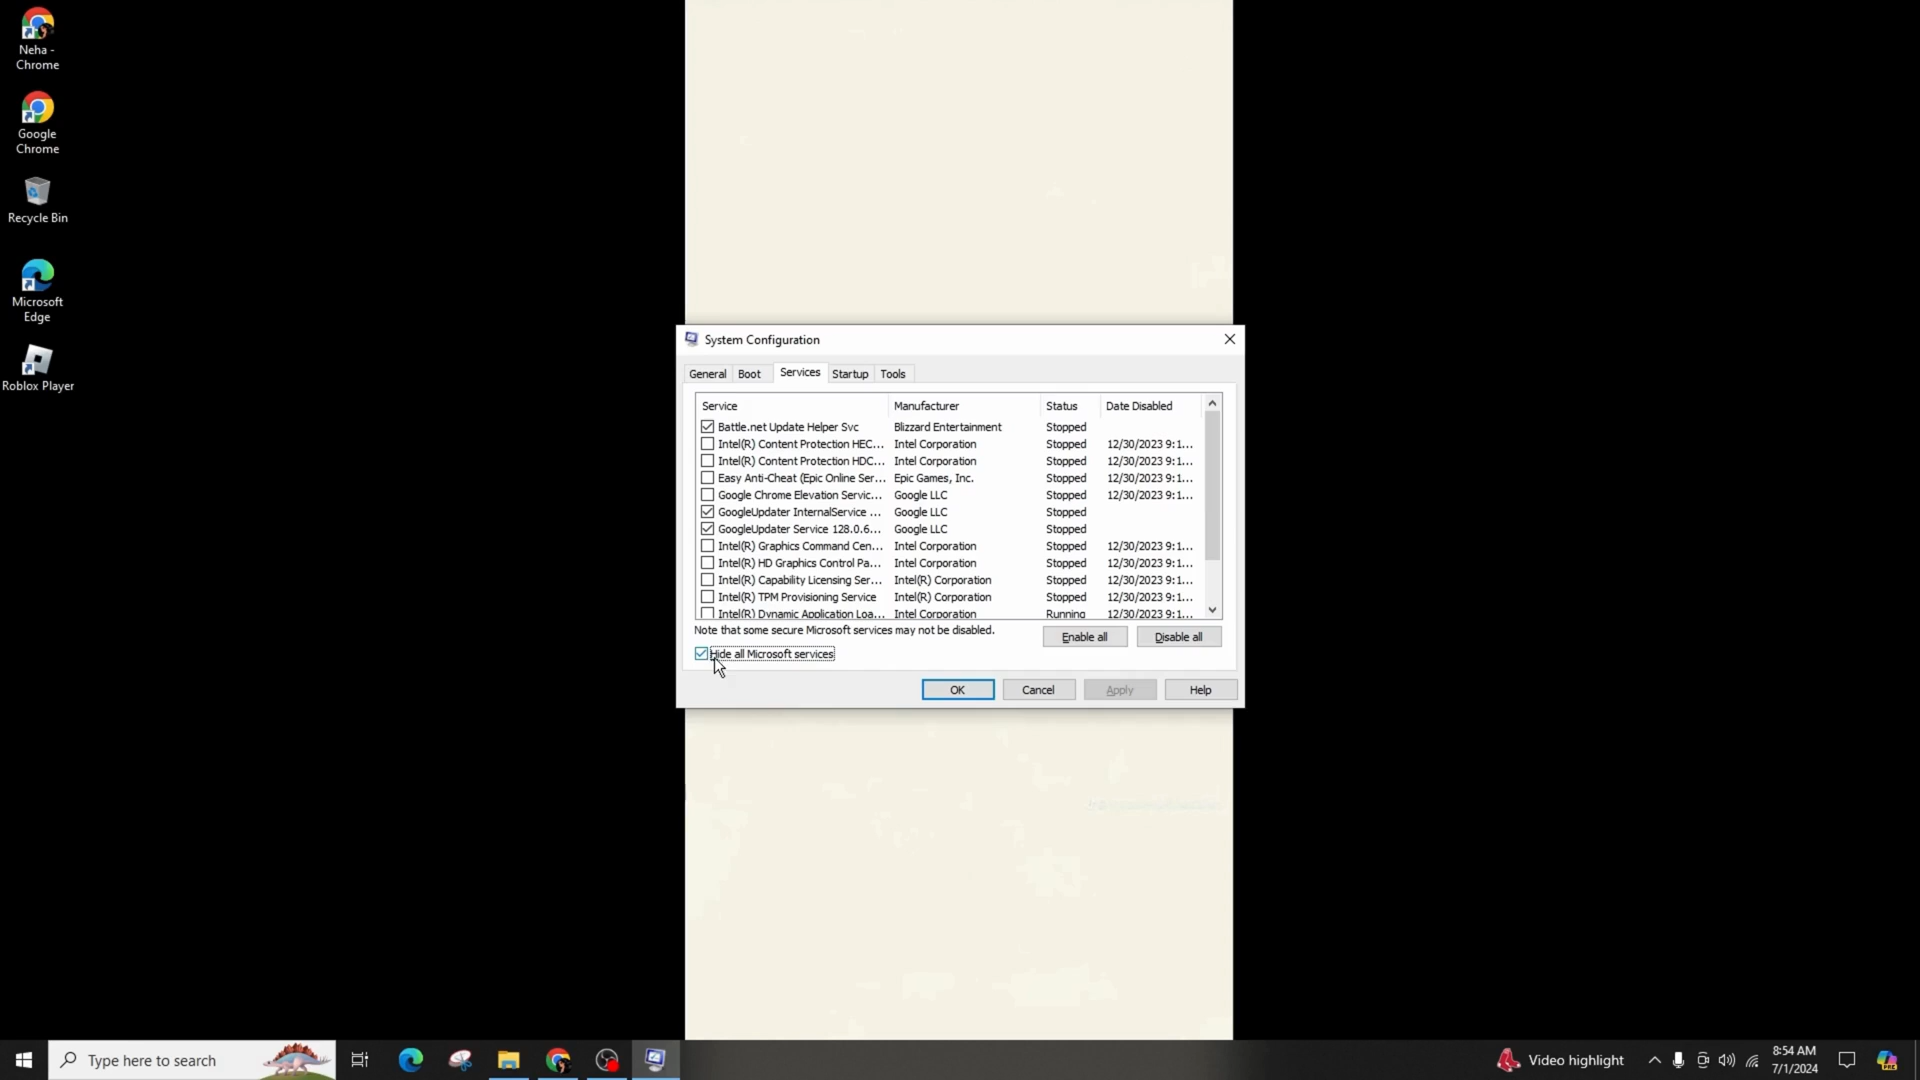 Neha -
Chrome
Google
Chrome
Recycle Bin
Microsoft
Edge
Roblox Player
System Configuration
General Boot Services Startup Tools
Service Manufacturer Status Date Disabled
Battle.net Update Helper Svc Blizzard Entertainment Stopped
Intel(R) Content Protection HEC... Intel Corporation Stopped 12/30/2023 9:1...
Intel(R) Content Protection HDC... Intel Corporation Stopped 12/30/2023 9:1...
Easy Anti-Cheat (Epic Online Ser... Epic Games, Inc. Stopped 12/30/2023 9:1...
Google Chrome Elevation Servic... Google LLC Stopped 12/30/2023 9:1...
GoogleUpdater InternalService ... Google LLC Stopped
GoogleUpdater Service 128.0.6... Google LLC Stopped
Intel(R) Graphics Command Cen... Intel Corporation Stopped 12/30/2023 9:1...
Intel(R) HD Graphics Control Pa... Intel Corporation Stopped 12/30/2023 9:1...
Intel(R) Capability Licensing Ser... Intel(R) Corporation Stopped 12/30/2023 9:1...
Intel(R) TPM Provisioning Service Intel(R) Corporation Stopped 12/30/2023 9:1...
Intel(R) Dynamic Application Loa... Intel Corporation Running 12/30/2023 9:1...
Note that some secure Microsoft services may not be disabled.
Enable all Disable all
Hide all Microsoft services
OK Cancel Apply Help
Type here to search
Video highlight
8:54 AM
7/1/2024